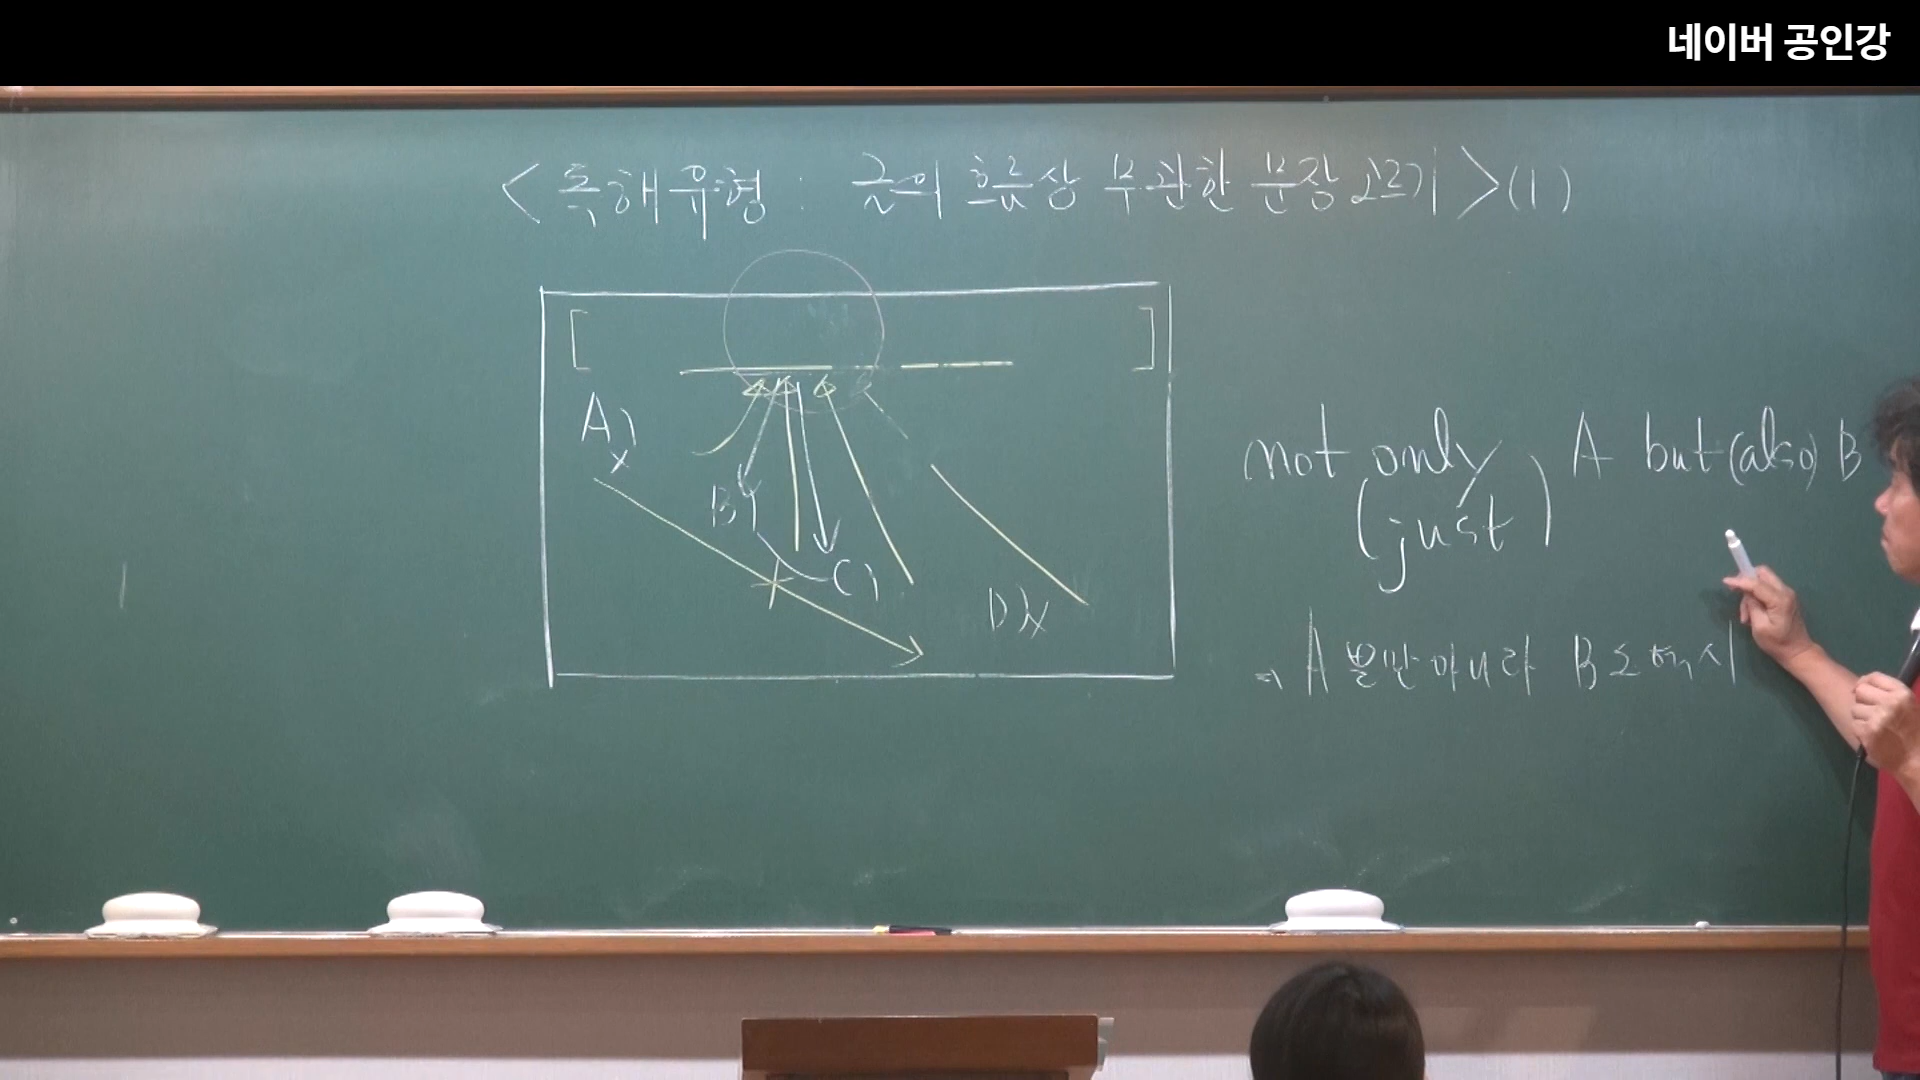 네이버 공인강
<독해유형 : 글의 흐름상 무관한 문장 고르기>(1)
[ ]
A)
x
B)
C)
D)x
not only A but (also) B
(just)
⇒ A 뿐만 아니라 B도 역시